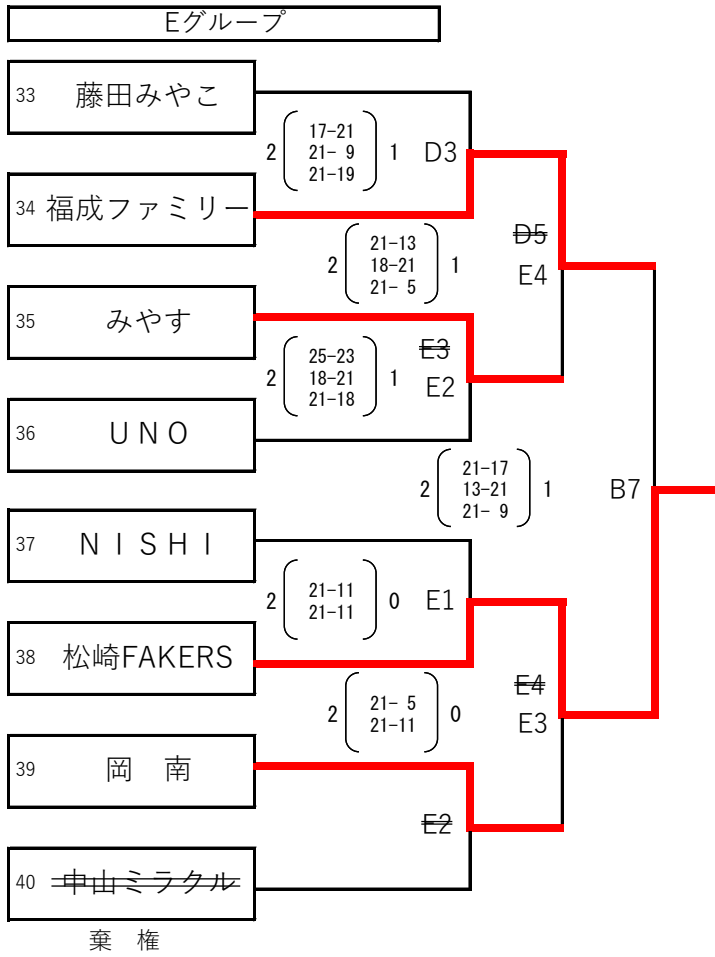 Eグループ
33 藤田みやこ
17-21
2 21- 9 1 D3
21-19
34 福成ファミリー
21-13
D5
2 18-21 1
E4
21- 5
35 みやす
E3
25-23
2 18-21 1
E2
21-18
36 ＵＮＯ
21-17
2 13-21 1 B7
21- 9
37 ＮＩＳＨＩ
21-11
2 0 E1
21-11
38 松崎FAKERS
E4
21- 5
2 0
E3
21-11
39 岡　南
E2
40 中山ミラクル
棄　権